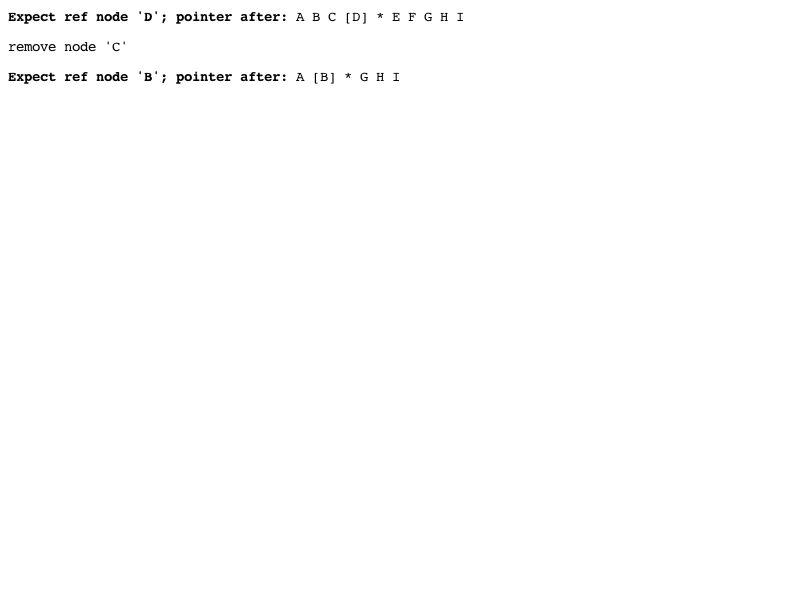 Expect ref node 'D'; pointer after: A B C [D] * E F G H I
remove node 'C'
Expect ref node 'B'; pointer after: A [B] * G H I